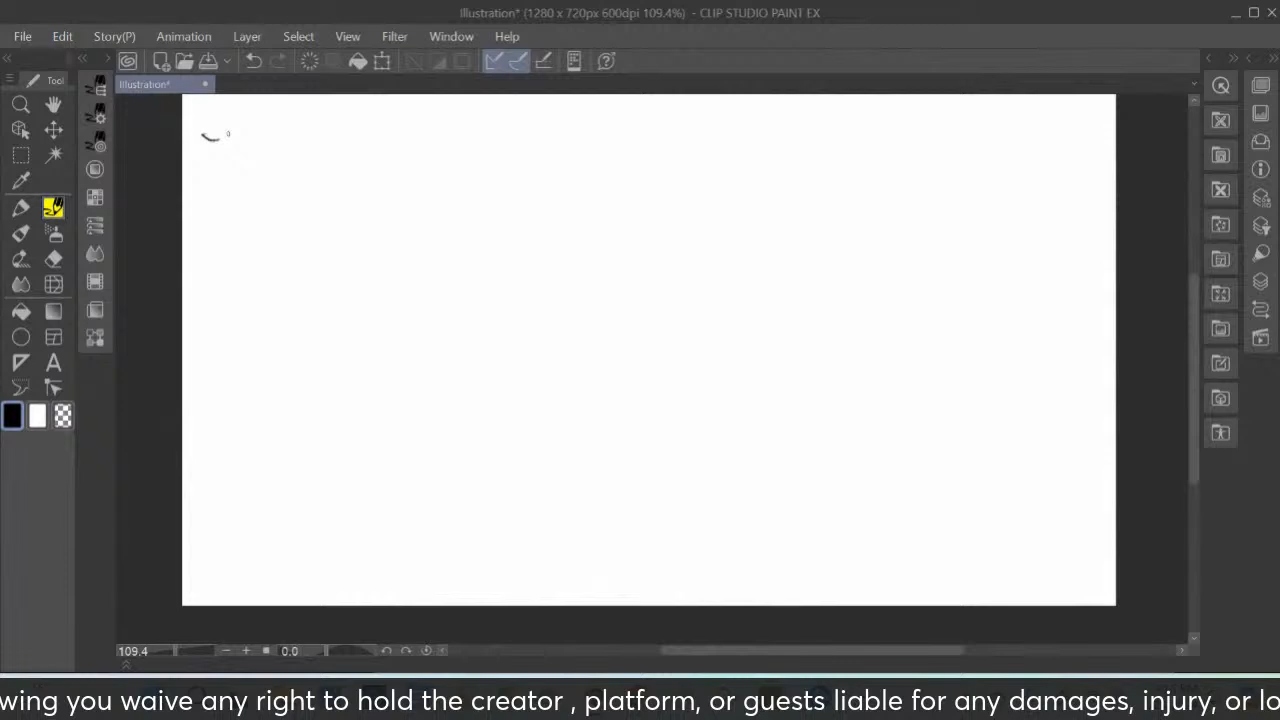 Illustration* (1280 x 720px 600dpi 109.4%) - CLIP STUDIO PAINT EX
File Edit Story(P) Animation Layer Select View Filter Window Help
Tool
Illustration*
A
109.4 0.0
wing you waive any right to hold the creator , platform, or guests liable for any damages, injury, or lo